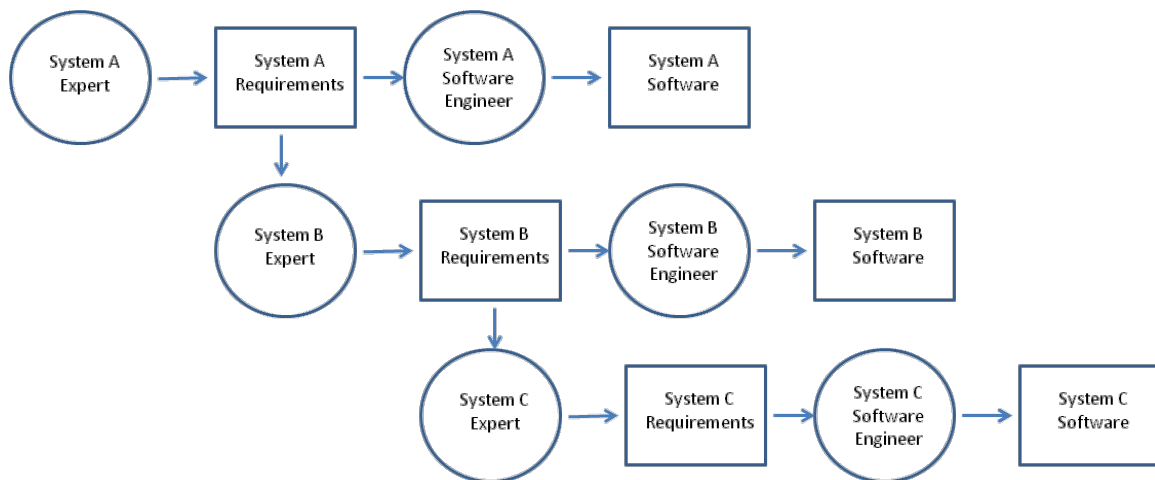 System A
Expert
System A
Requirements
System A
Software
Engineer
System A
Software
System B
Expert
System B
Requirements
System B
Software
Engineer
System B
Software
System C
Expert
System C
Requirements
System C
Software
Engineer
System C
Software